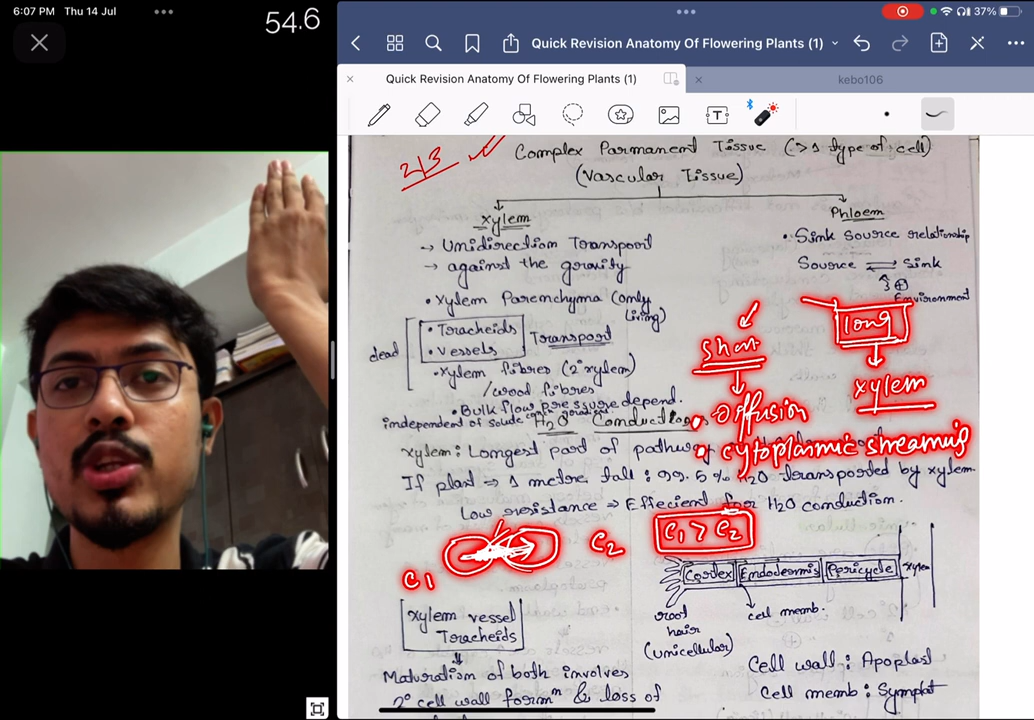 6:07 PM Thu 14 Jul
54.6
37%
Quick Revision Anatomy Of Flowering Plants (1)
Quick Revision Anatomy Of Flowering Plants (1)
kebo106
2/3
Complex Parmanent Tissue (>1 type of cell)
(Vascular Tissue)
xylem
Phloem
→ Unidirection Transport
• Sink Source relationship
→ against the gravity
Source ⇌ Sink
Environment
• xylem Parenchyma (only
living)
dead
• Tracheids
• Vessels
Transport
• xylem fibres (2° xylem)
/wood fibres
short
long
xylem
• Bulk flow pressure depend.
independent of solute
H₂O Conduction
• Diffusion
• cytoplasmic streaming
xylem: Longest part of pathway
If plant ⇒ 1 metre tall: 99.5% H₂O transported by xylem.
Low resistance ⇒ Effecient for H₂O conduction.
C1
C2
C1 > C2
Cortex
Endodermis
Pericycle
xylem
root
hair
(unicellular)
cell memb.
xylem vessel
Tracheids
Cell wall: Apoplast
Cell memb: Symplast
Maturation of both involves
2° cell wall formⁿ & loss of